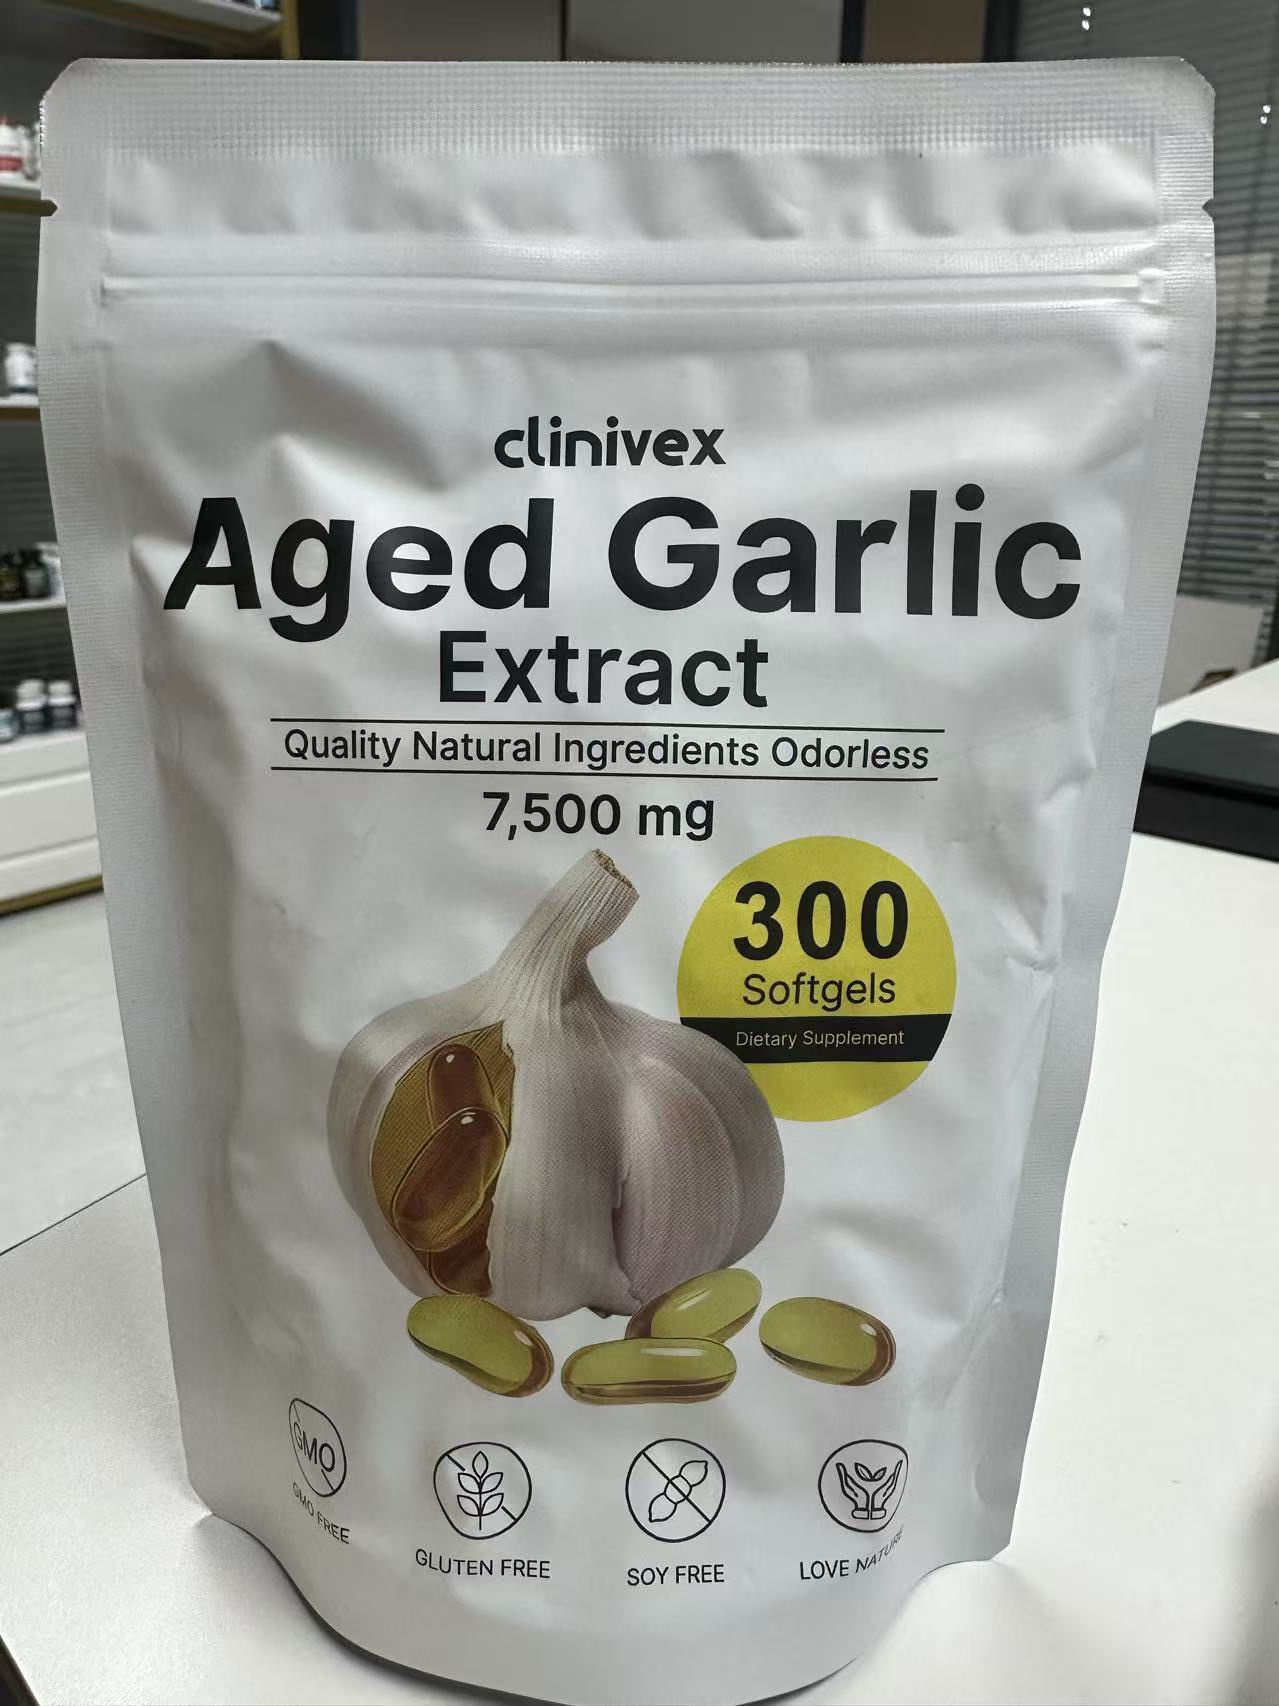 clinivex
Aged Garlic
Extract
Quality Natural Ingredients Odorless
7,500 mg
300
Softgels
Dietary Supplement
GMO
GMO FREE
GLUTEN FREE
SOY FREE
LOVE NATURE